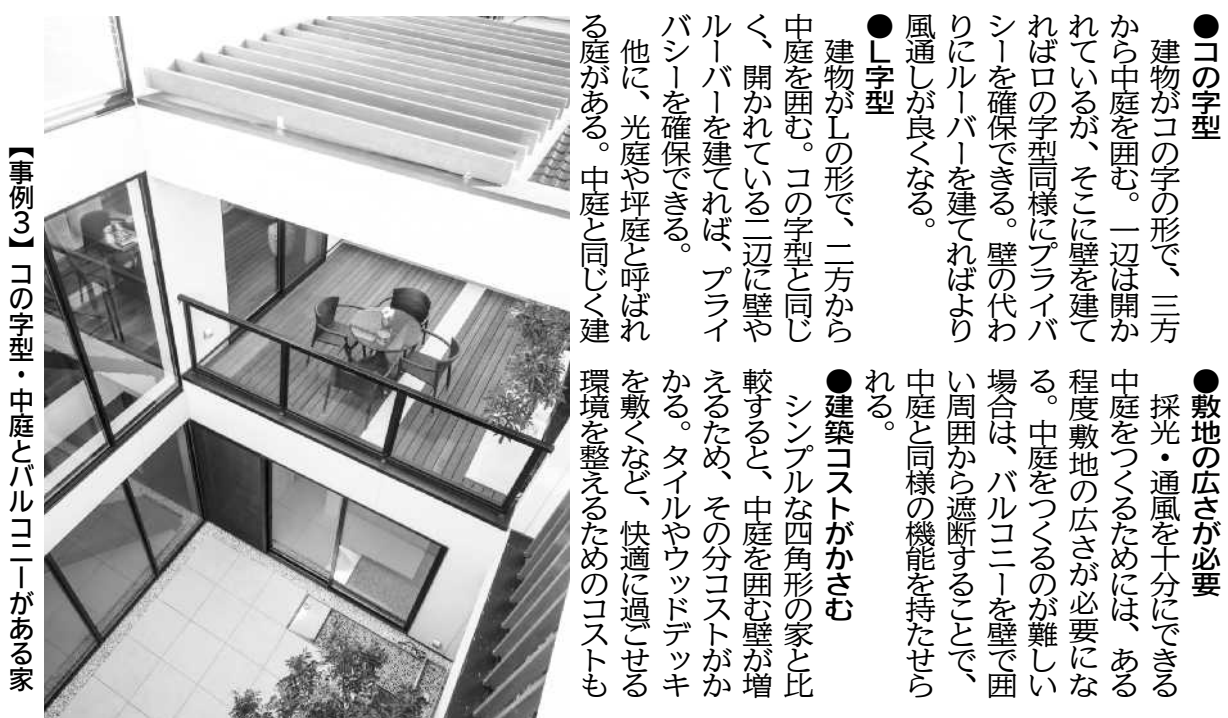 ●コの字型
　建物がコの字の形で、三方
から中庭を囲む。一辺は開か
れているが、そこに壁を建て
ればロの字型同様にプライバ
シーを確保できる。壁の代わ
りにルーバーを建てればより
風通しが良くなる。
●L字型
　建物がLの形で、二方から
中庭を囲む。コの字型と同じ
く、開かれている二辺に壁や
ルーバーを建てれば、プライ
バシーを確保できる。
　他に、光庭や坪庭と呼ばれ
る庭がある。中庭と同じく建
●敷地の広さが必要
　採光・通風を十分にできる
中庭をつくるためには、ある
程度敷地の広さが必要にな
る。中庭をつくるのが難しい
場合は、バルコニーを壁で囲
い周囲から遮断することで、
中庭と同様の機能を持たせら
れる。
●建築コストがかさむ
　シンプルな四角形の家と比
較すると、中庭を囲む壁が増
えるため、その分コストがか
かる。タイルやウッドデッキ
を敷くなど、快適に過ごせる
環境を整えるためのコストも
【事例3】コの字型・中庭とバルコニーがある家